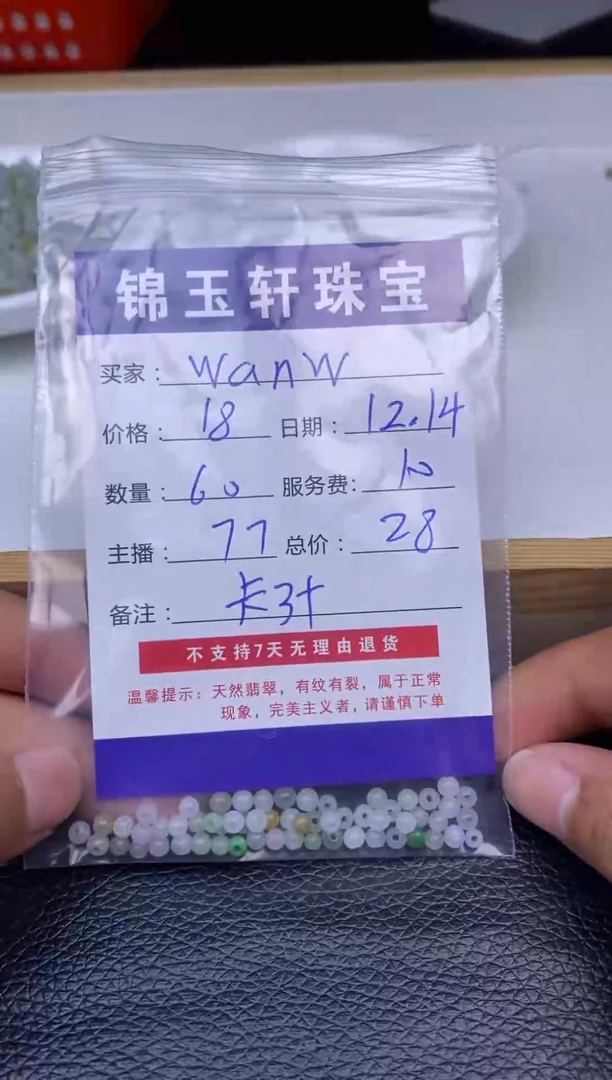 锦玉轩珠宝
买家：wanw
价格：18 日期：12.14
数量：60 服务费：10
主播：77 总价：28
备注：卡3十
不支持7天无理由退货
温馨提示：天然翡翠，有纹有裂，属于正常
现象，完美主义者，请谨慎下单